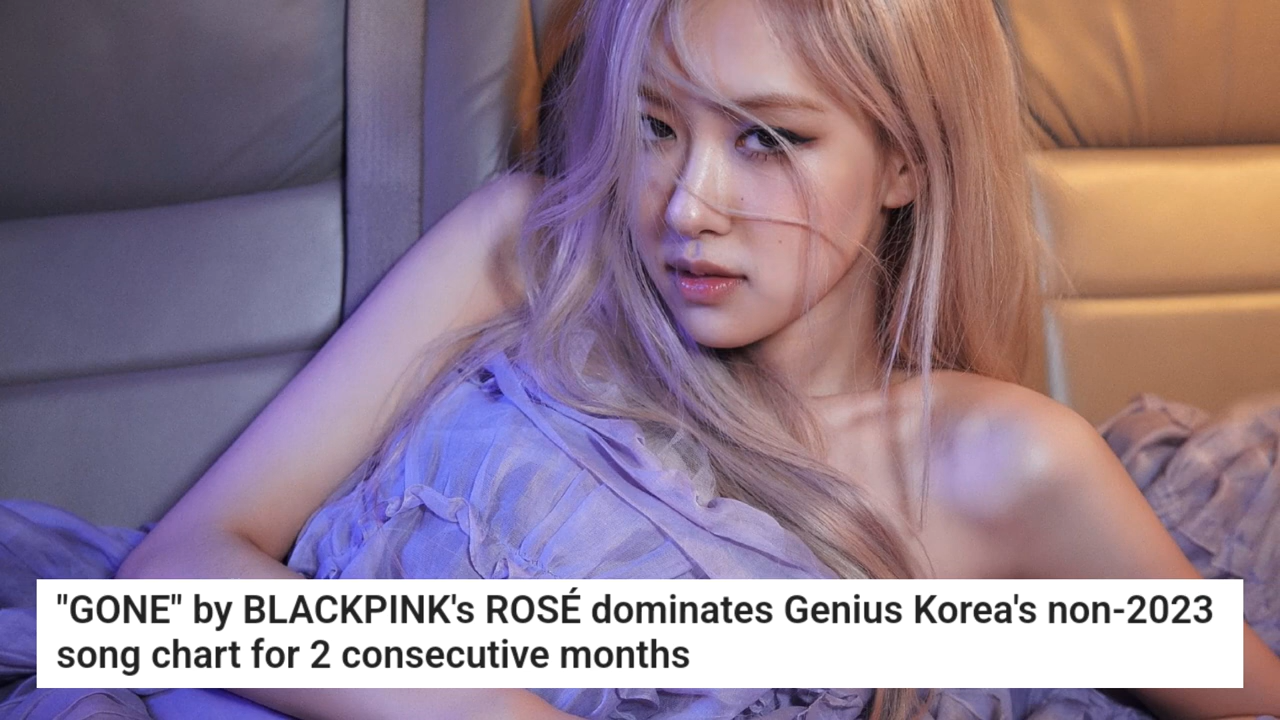 "GONE" by BLACKPINK's ROSÉ dominates Genius Korea's non-2023
song chart for 2 consecutive months